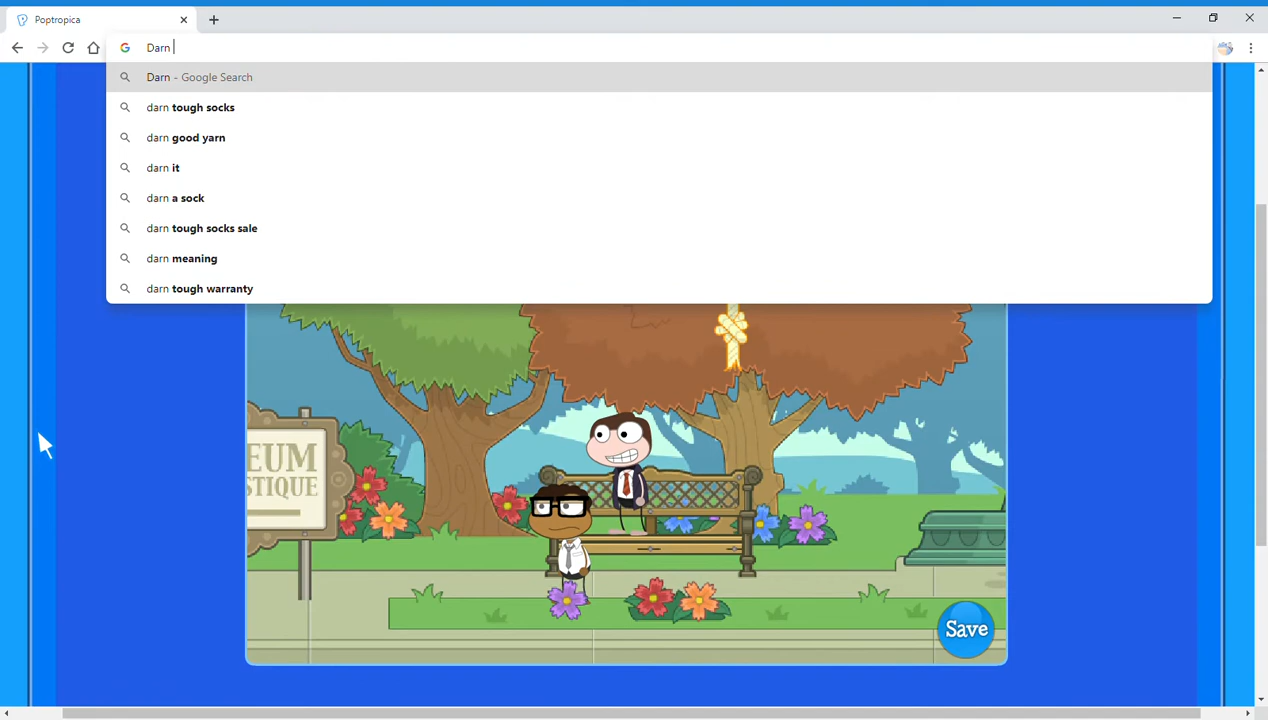 Poptropica
Darn
Darn - Google Search
darn tough socks
darn good yarn
darn it
darn a sock
darn tough socks sale
darn meaning
darn tough warranty
EUM
STIQUE
Save